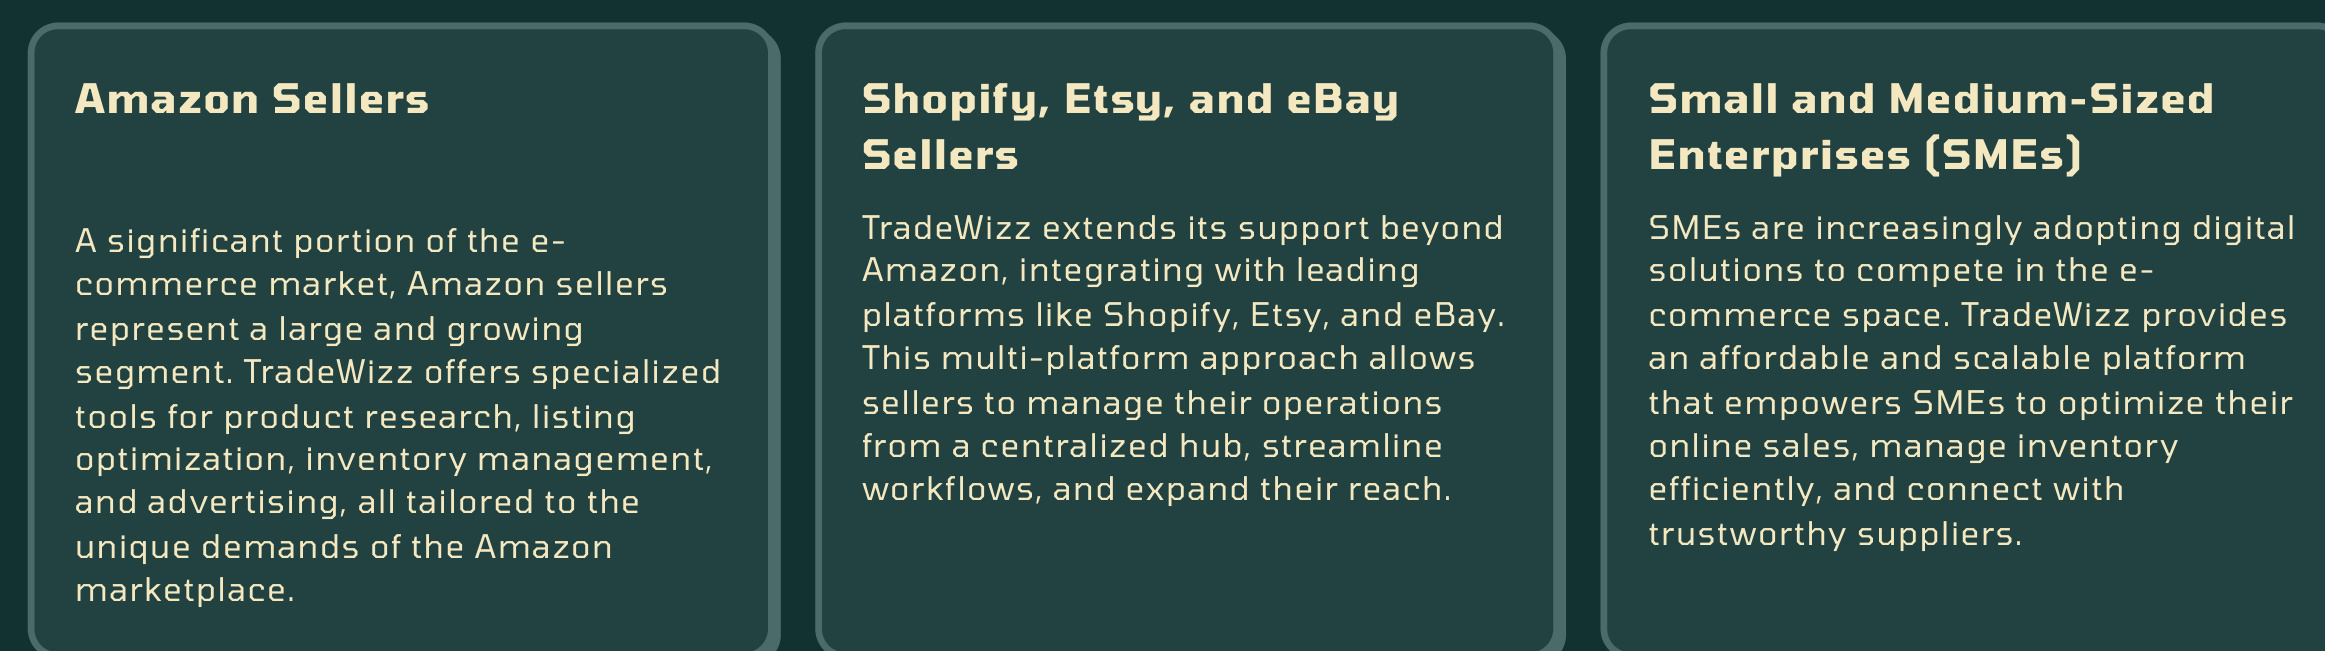 Amazon Sellers
A significant portion of the e-
commerce market, Amazon sellers
represent a large and growing
segment. TradeWizz offers specialized
tools for product research, listing
optimization, inventory management,
and advertising, all tailored to the
unique demands of the Amazon
marketplace.
Shopify, Etsy, and eBay
Sellers
TradeWizz extends its support beyond
Amazon, integrating with leading
platforms like Shopify, Etsy, and eBay.
This multi-platform approach allows
sellers to manage their operations
from a centralized hub, streamline
workflows, and expand their reach.
Small and Medium-Sized
Enterprises (SMEs)
SMEs are increasingly adopting digital
solutions to compete in the e-
commerce space. TradeWizz provides
an affordable and scalable platform
that empowers SMEs to optimize their
online sales, manage inventory
efficiently, and connect with
trustworthy suppliers.